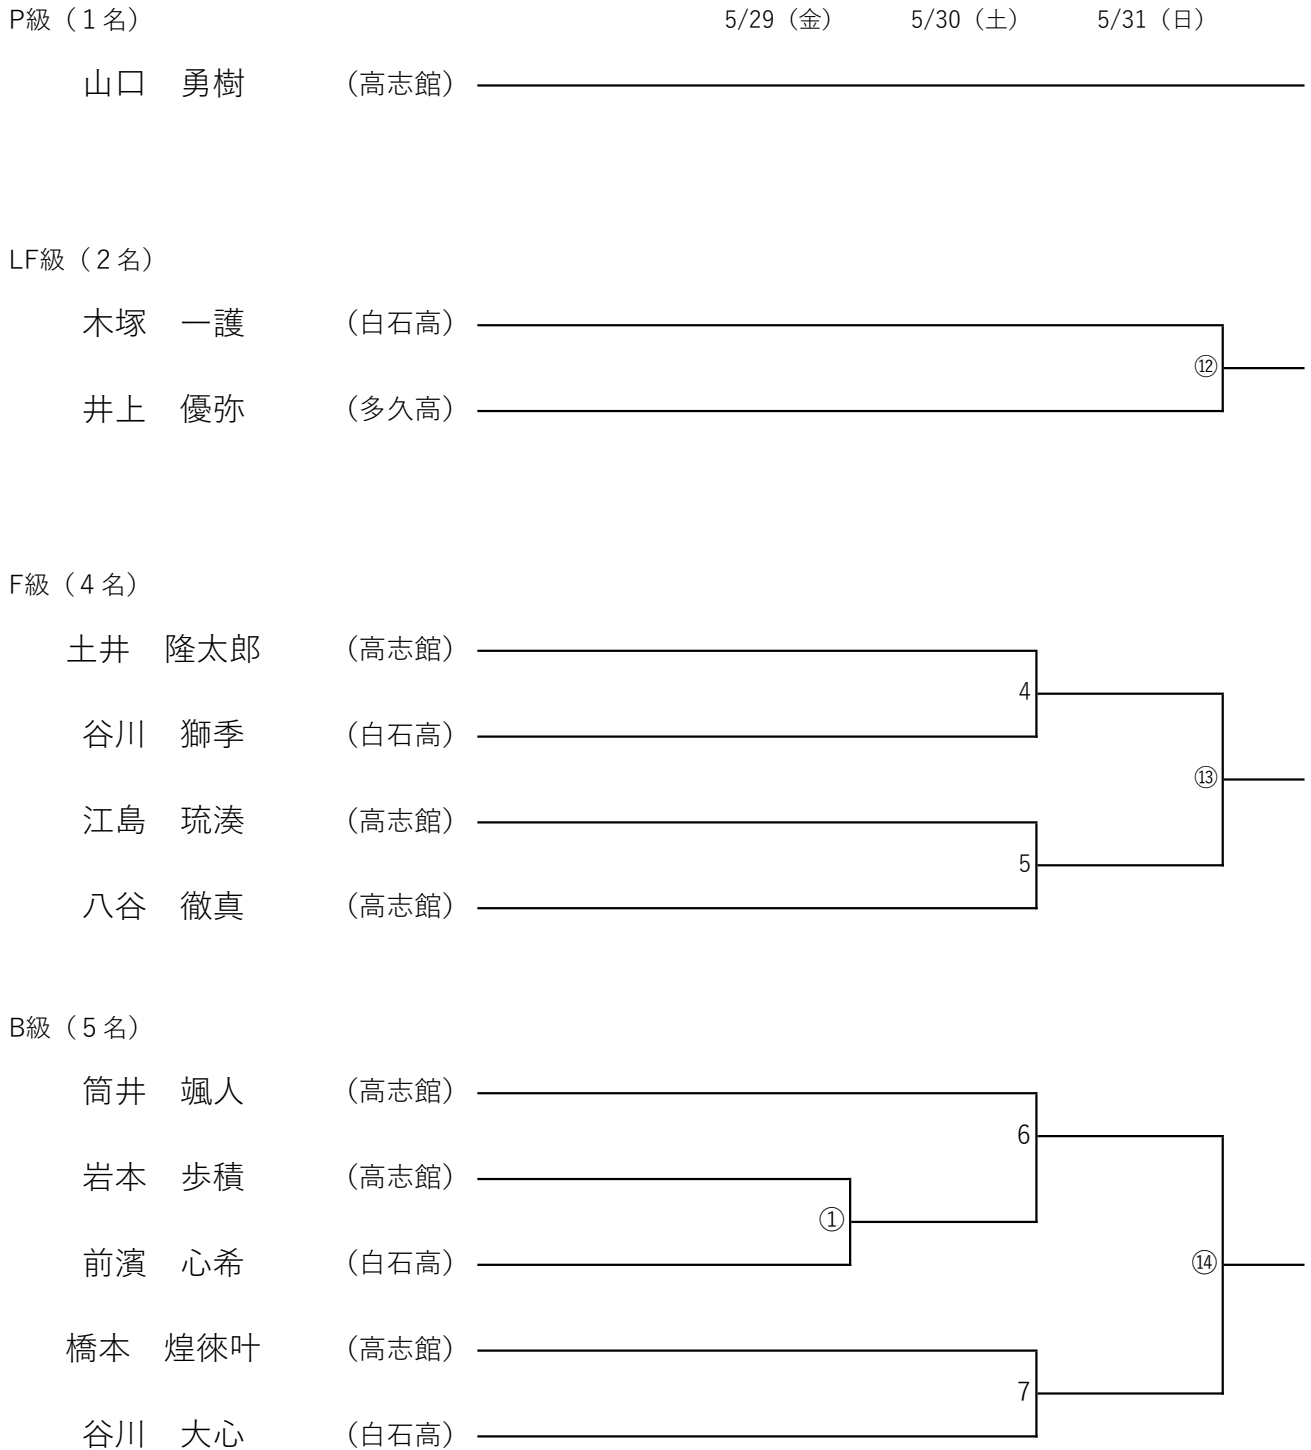 P級（１名） 5/29（金） 5/30（土） 5/31（日）
山口　勇樹 （高志館）
LF級（２名）
木塚　一護 （白石高）
⑫
井上　優弥 （多久高）
F級（４名）
土井　隆太郎 （高志館）
4
谷川　獅季 （白石高）
⑬
江島　琉湊 （高志館）
5
八谷　徹真 （高志館）
B級（５名）
筒井　颯人 （高志館）
6
岩本　歩積 （高志館）
①
前濱　心希 （白石高）
⑭
橋本　煌徠叶 （高志館）
7
谷川　大心 （白石高）